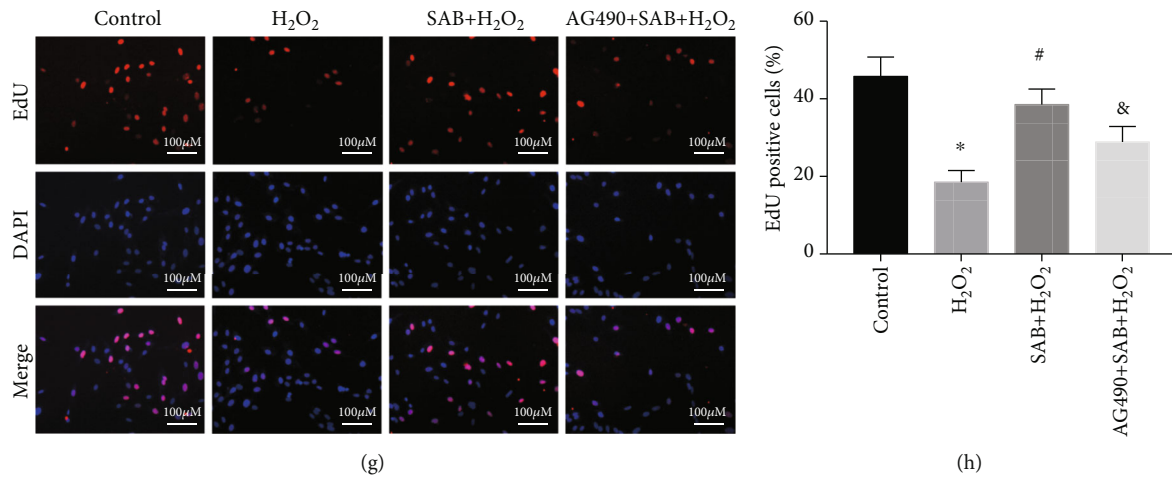 Control H₂O₂ SAB+H₂O₂ AG490+SAB+H₂O₂
EdU
100μM 100μM 100μM 100μM
DAPI
100μM 100μM 100μM 100μM
Merge
100μM 100μM 100μM 100μM
(g)
EdU positive cells (%)
60
40
20
0
*
#
&
Control
H₂O₂
SAB+H₂O₂
AG490+SAB+H₂O₂
(h)